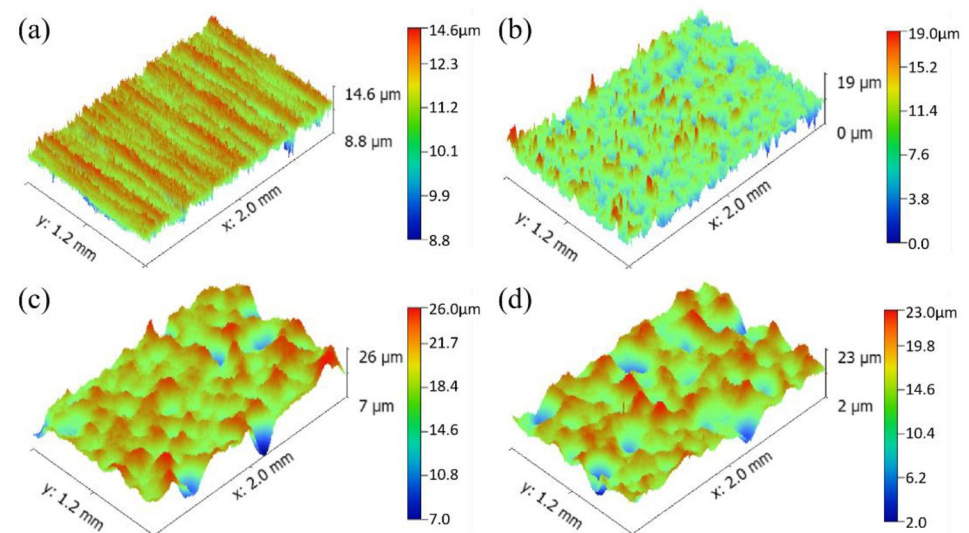 (a)
14.6µm
12.3
11.2
10.1
9.9
8.8
14.6 µm
8.8 µm
y: 1.2 mm
x: 2.0 mm
(b)
19.0µm
15.2
11.4
7.6
3.8
0.0
19 µm
0 µm
y: 1.2 mm
x: 2.0 mm
(c)
26.0µm
21.7
18.4
14.6
10.8
7.0
26 µm
7 µm
y: 1.2 mm
x: 2.0 mm
(d)
23.0µm
19.8
14.6
10.4
6.2
2.0
23 µm
2 µm
y: 1.2 mm
x: 2.0 mm